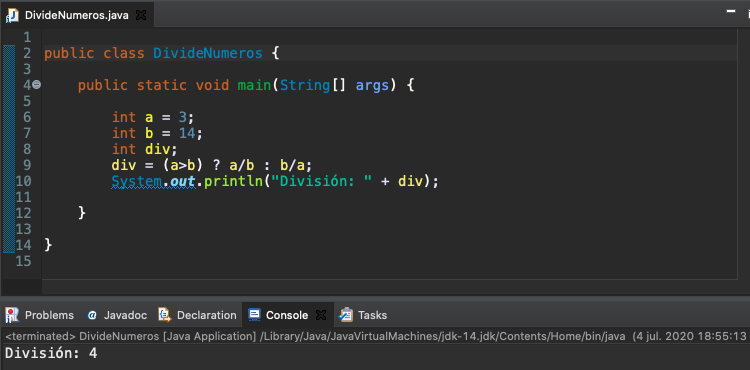 DivideNumeros.java
1
2 public class DivideNumeros {
3
4 public static void main(String[] args) {
5
6 int a = 3;
7 int b = 14;
8 int div;
9 div = (a>b) ? a/b : b/a;
10 System.out.println("División: " + div);
11
12 }
13
14 }
15
Problems @ Javadoc Declaration Console Tasks
<terminated> DivideNumeros [Java Application] /Library/Java/JavaVirtualMachines/jdk-14.jdk/Contents/Home/bin/java (4 jul. 2020 18:55:13
División: 4